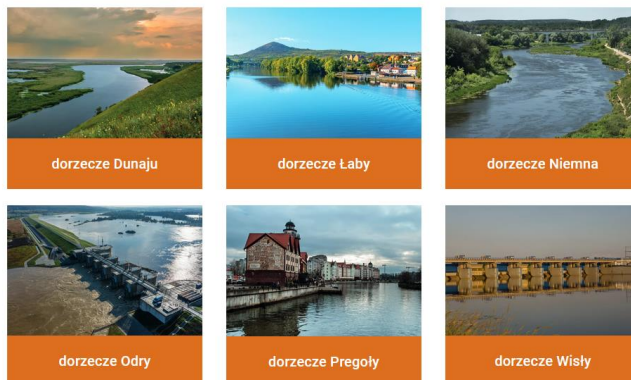 dorzecze Dunaju
dorzecze Łaby
dorzecze Niemna
dorzecze Odry
dorzecze Pregoły
dorzecze Wisły